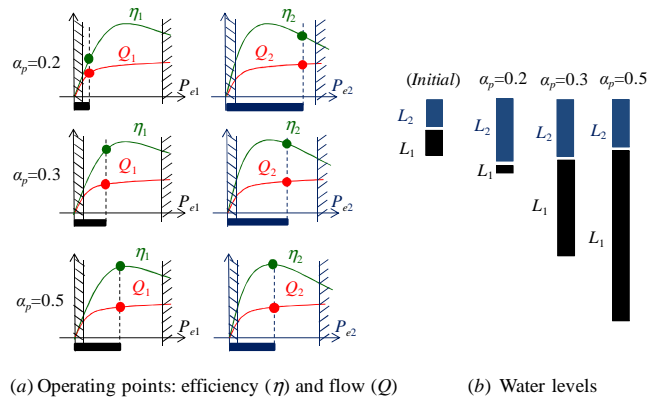 αp=0.2
η1
Q1
Pe1
η2
Q2
Pe2
αp=0.3
η1
Q1
Pe1
η2
Q2
Pe2
αp=0.5
η1
Q1
Pe1
η2
Q2
Pe2
(a) Operating points: efficiency (η) and flow (Q)
(Initial) αp=0.2 αp=0.3 αp=0.5
L2
L1
L2
L1
L2
L1
L2
L1
(b) Water levels